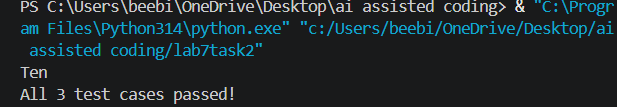 PS C:\Users\beebi\OneDrive\Desktop\ai assisted coding> & "C:\Progr
am Files\Python314\python.exe" "c:/Users/beebi/OneDrive/Desktop/ai
 assisted coding/lab7task2"
Ten
All 3 test cases passed!